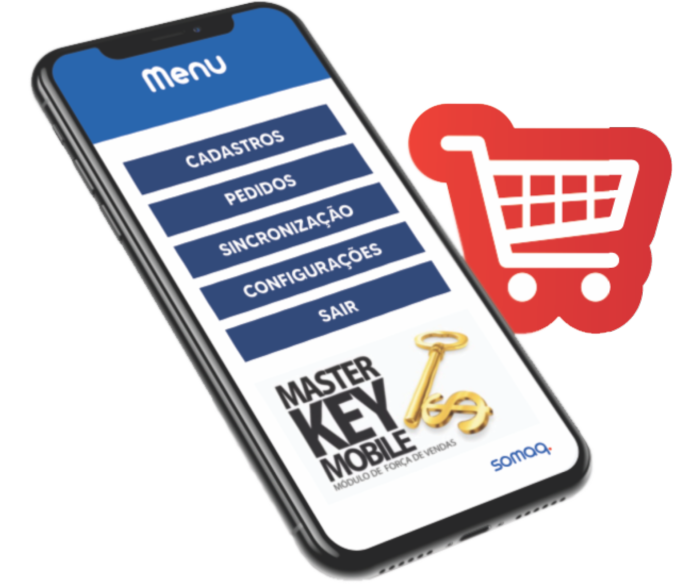 Menu
CADASTROS
PEDIDOS
SINCRONIZAÇÃO
CONFIGURAÇÕES
SAIR
MASTER
KEY
MOBILE
MÓDULO DE FORÇA DE VENDAS
somaq.